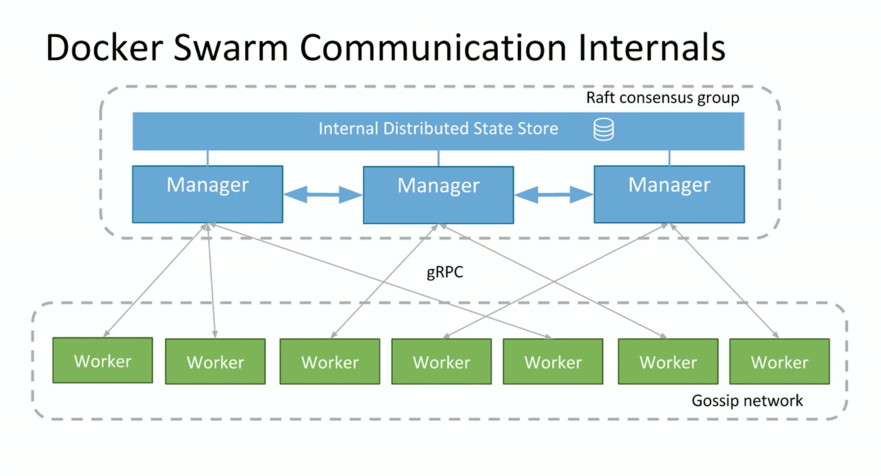 Docker Swarm Communication Internals
Raft consensus group
Internal Distributed State Store
Manager
Manager
Manager
gRPC
Worker
Worker
Worker
Worker
Worker
Worker
Worker
Gossip network